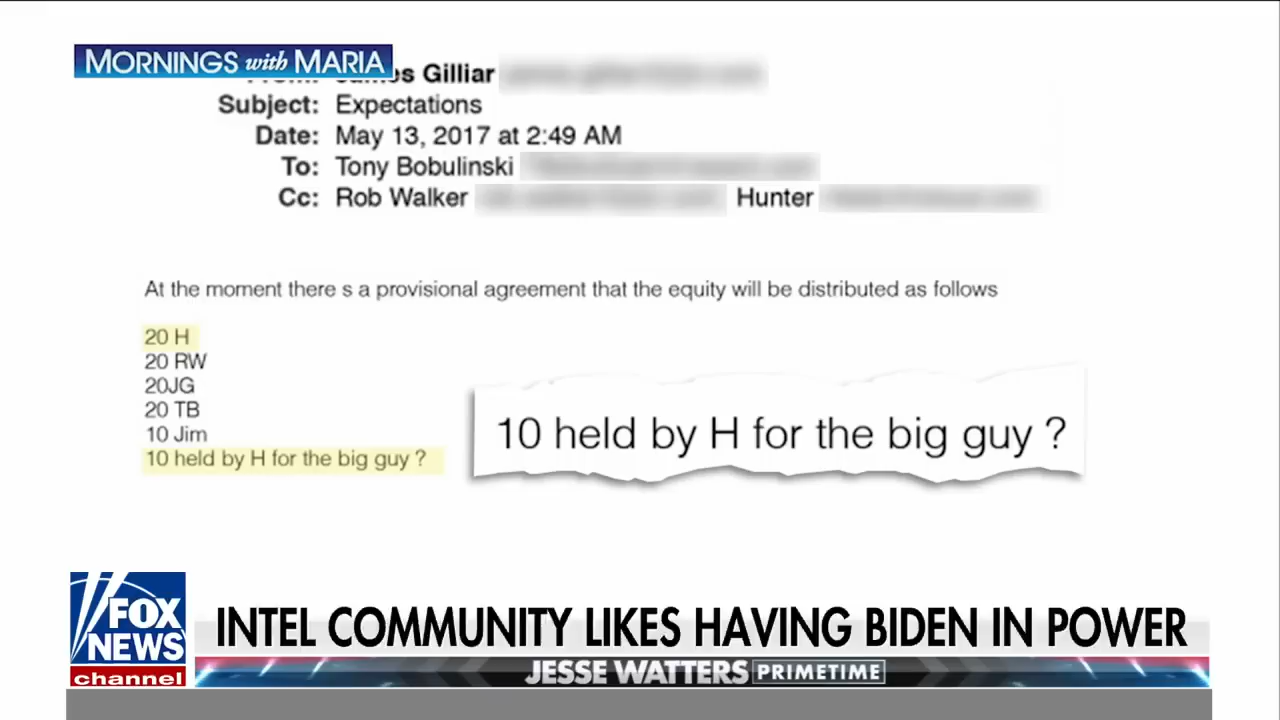 MORNINGS with MARIA
James Gilliar
Subject: Expectations
Date: May 13, 2017 at 2:49 AM
To: Tony Bobulinski
Cc: Rob Walker Hunter
At the moment there s a provisional agreement that the equity will be distributed as follows
20 H
20 RW
20JG
20 TB
10 Jim
10 held by H for the big guy ?
10 held by H for the big guy ?
FOX
NEWS
channel
INTEL COMMUNITY LIKES HAVING BIDEN IN POWER
JESSE WATTERS PRIMETIME